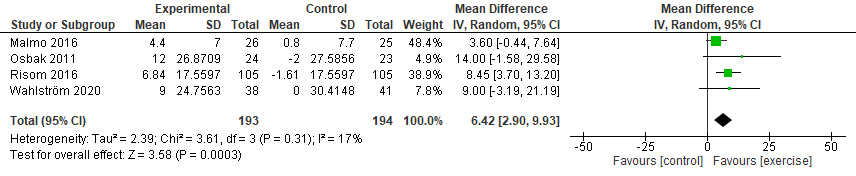 Experimental Control Mean Difference Mean Difference
Study or Subgroup Mean SD Total Mean SD Total Weight IV, Random, 95% CI IV, Random, 95% CI
Malmo 2016 4.4 7 26 0.8 7.7 25 48.4% 3.60 (-0.44, 7.64)
Osbak 2011 12 26.8709 24 -2 27.5856 23 4.9% 14.00 (-1.58, 29.58)
Risom 2016 6.84 17.5597 105 -1.61 17.5597 105 38.9% 8.45 [3.70, 13.20)
Wahlström 2020 9 24.7563 38 0 30.4148 41 7.8% 9.00 (-3.19, 21.19)
Total (95% CI) 193 194 100.0% 6.42 [2.90, 9.93)
Heterogeneity: Tau² = 2.39; Chi² = 3.61, df = 3 (P = 0.31); I² = 17%
Test for overall effect: Z = 3.58 (P = 0.0003)
-50 -25 0 25 50
Favours [control] Favours [exercise]